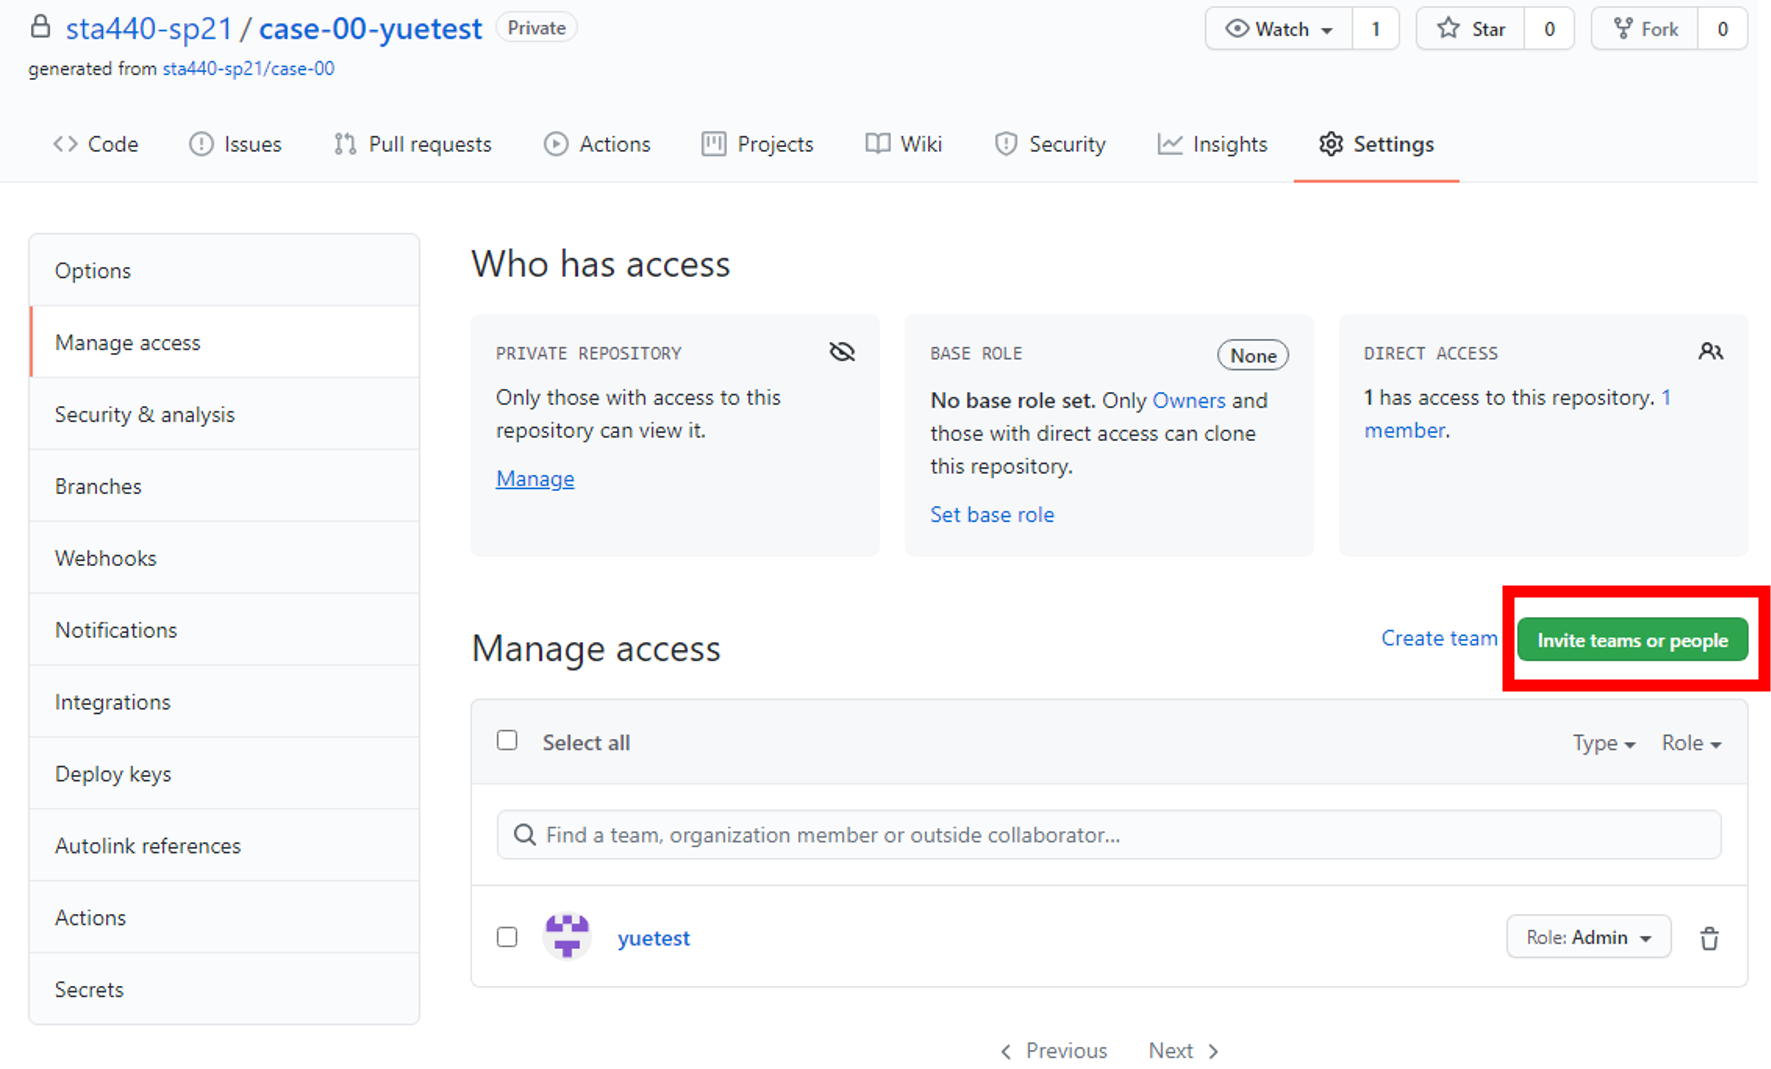 sta440-sp21 / case-00-yuetest Private
Watch 1 Star 0 Fork 0
generated from sta440-sp21/case-00
Code Issues Pull requests Actions Projects Wiki Security Insights Settings
Options
Manage access
Security & analysis
Branches
Webhooks
Notifications
Integrations
Deploy keys
Autolink references
Actions
Secrets
Who has access
PRIVATE REPOSITORY
Only those with access to this
repository can view it.
Manage
BASE ROLE None
No base role set. Only Owners and
those with direct access can clone
this repository.
Set base role
DIRECT ACCESS
1 has access to this repository. 1
member.
Manage access
Create team Invite teams or people
Select all Type Role
Find a team, organization member or outside collaborator...
yuetest Role: Admin
Previous Next